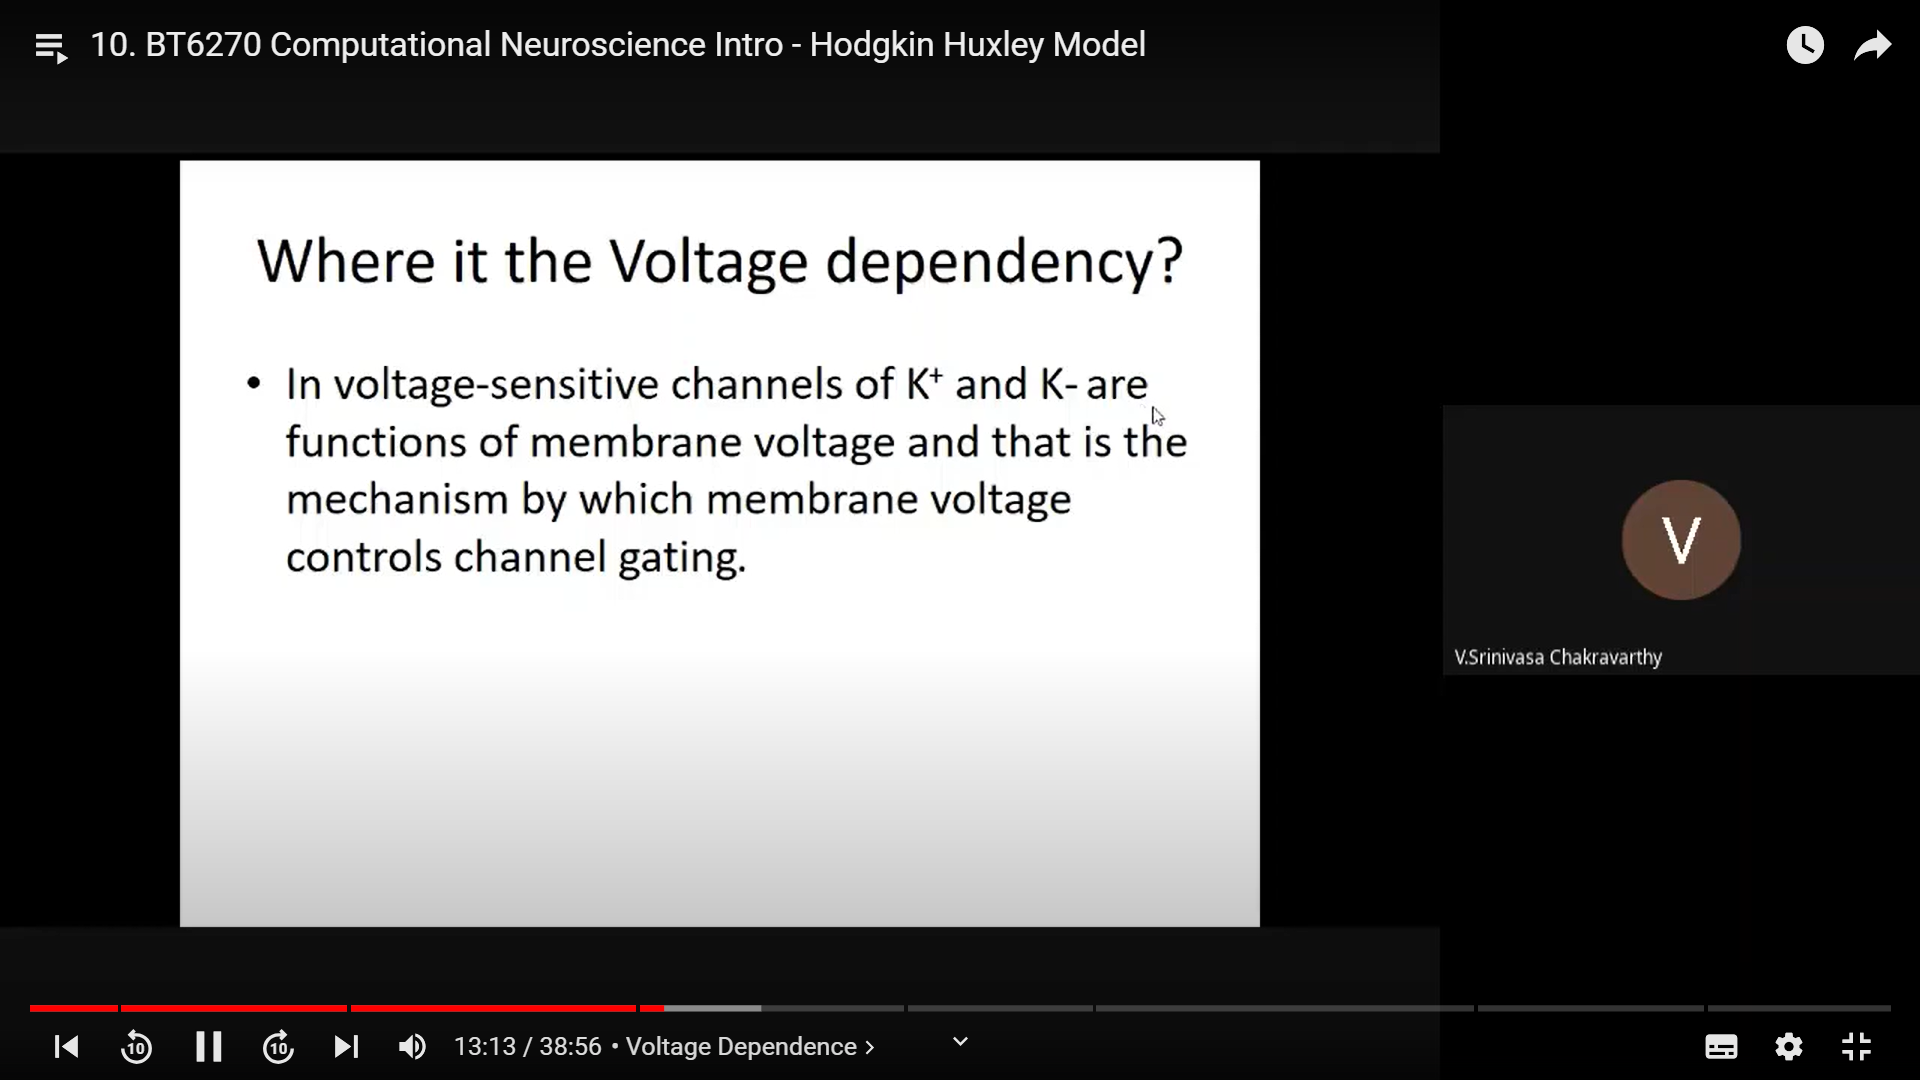 10. BT6270 Computational Neuroscience Intro - Hodgkin Huxley Model
Where it the Voltage dependency?
• In voltage-sensitive channels of K⁺ and K- are
functions of membrane voltage and that is the
mechanism by which membrane voltage
controls channel gating.
V
V.Srinivasa Chakravarthy
10
10
13:13 / 38:56 • Voltage Dependence >